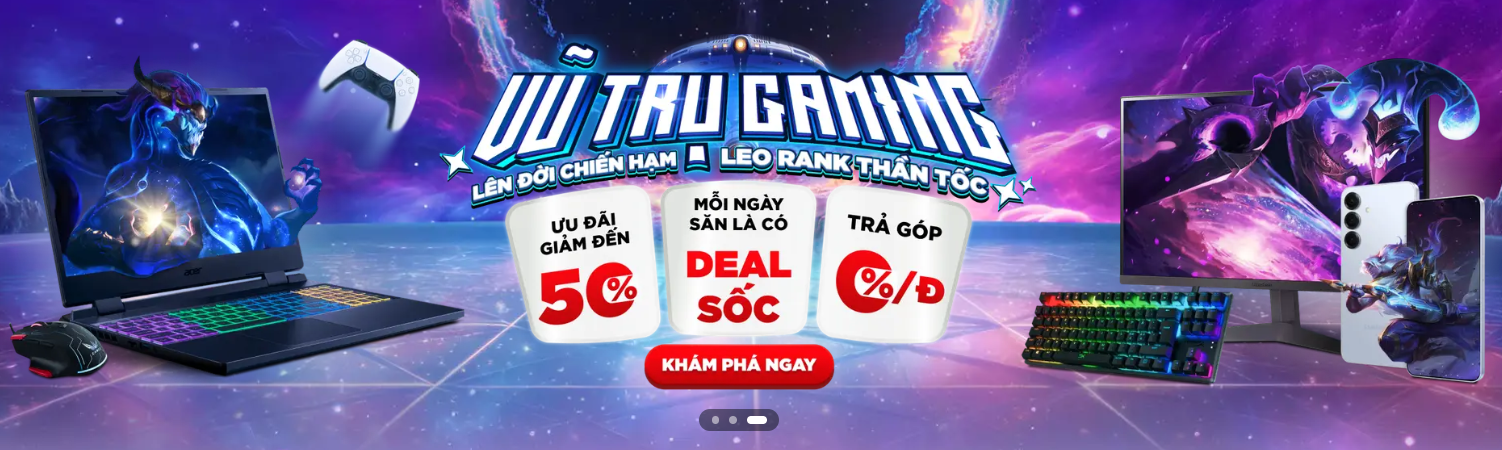 VŨ TRỤ GAMING
LÊN ĐỜI CHIẾN HẠM LEO RANK THẦN TỐC
ƯU ĐÃI
GIẢM ĐẾN
50%
MỖI NGÀY
SĂN LÀ CÓ
DEAL
SỐC
TRẢ GÓP
0%/Đ
KHÁM PHÁ NGAY
acer